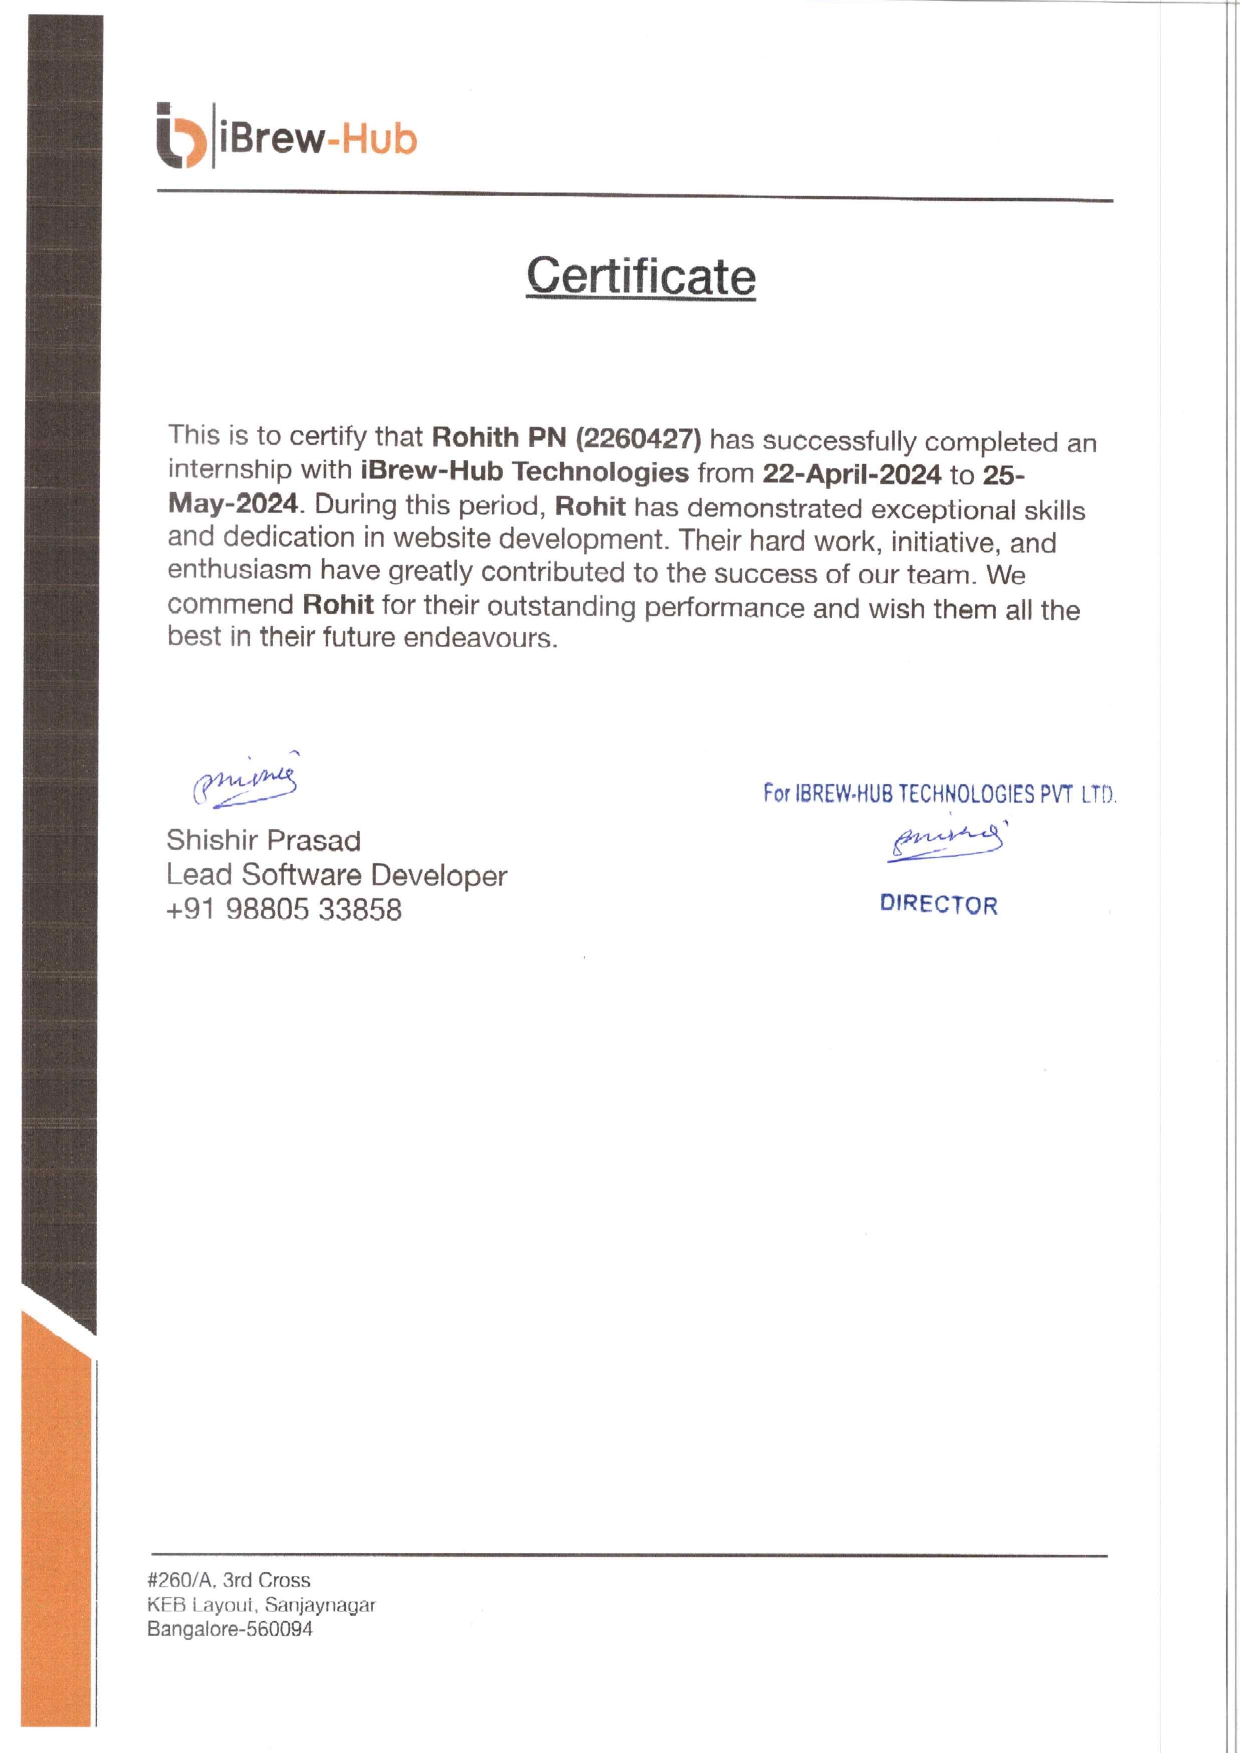 iBrew-Hub
Certificate
This is to certify that Rohith PN (2260427) has successfully completed an
internship with iBrew-Hub Technologies from 22-April-2024 to 25-
May-2024. During this period, Rohit has demonstrated exceptional skills
and dedication in website development. Their hard work, initiative, and
enthusiasm have greatly contributed to the success of our team. We
commend Rohit for their outstanding performance and wish them all the
best in their future endeavours.
Shishir Prasad
Lead Software Developer
+91 98805 33858
For IBREW-HUB TECHNOLOGIES PVT LTD.
DIRECTOR
#260/A, 3rd Cross
KEB Layout, Sanjaynagar
Bangalore-560094